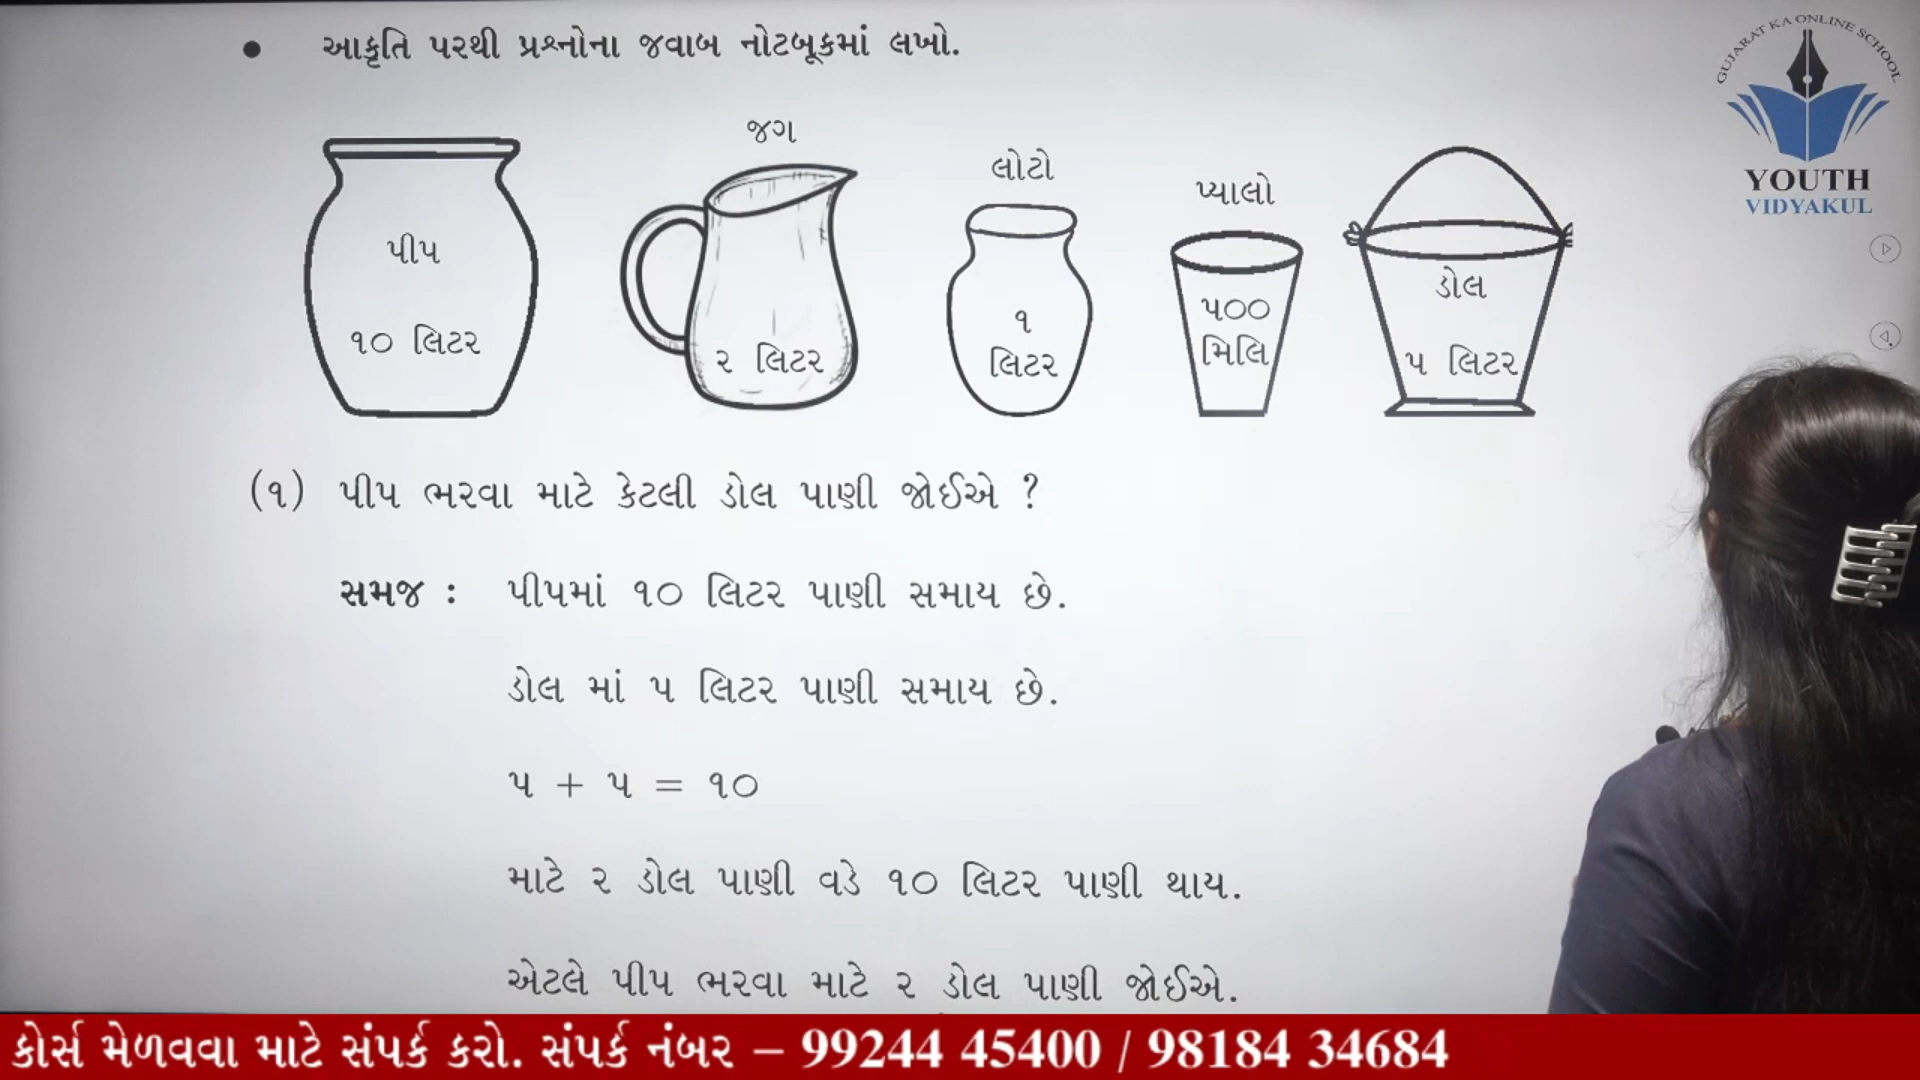 • આકૃતિ પરથી પ્રશ્નોના જવાબ નોટબૂકમાં લખો.
GUJARAT KA ONLINE SCHOOL
YOUTH
VIDYAKUL
જગ
લોટો
પ્યાલો
પીપ
૧૦ લિટર
૨ લિટર
૧
લિટર
૫૦૦
મિલિ
ડોલ
૫ લિટર
(૧) પીપ ભરવા માટે કેટલી ડોલ પાણી જોઈએ ?
સમજ : પીપમાં ૧૦ લિટર પાણી સમાય છે.
ડોલ માં ૫ લિટર પાણી સમાય છે.
૫ + ૫ = ૧૦
માટે ૨ ડોલ પાણી વડે ૧૦ લિટર પાણી થાય.
એટલે પીપ ભરવા માટે ૨ ડોલ પાણી જોઈએ.
કોર્સ મેળવવા માટે સંપર્ક કરો. સંપર્ક નંબર – 99244 45400 / 98184 34684